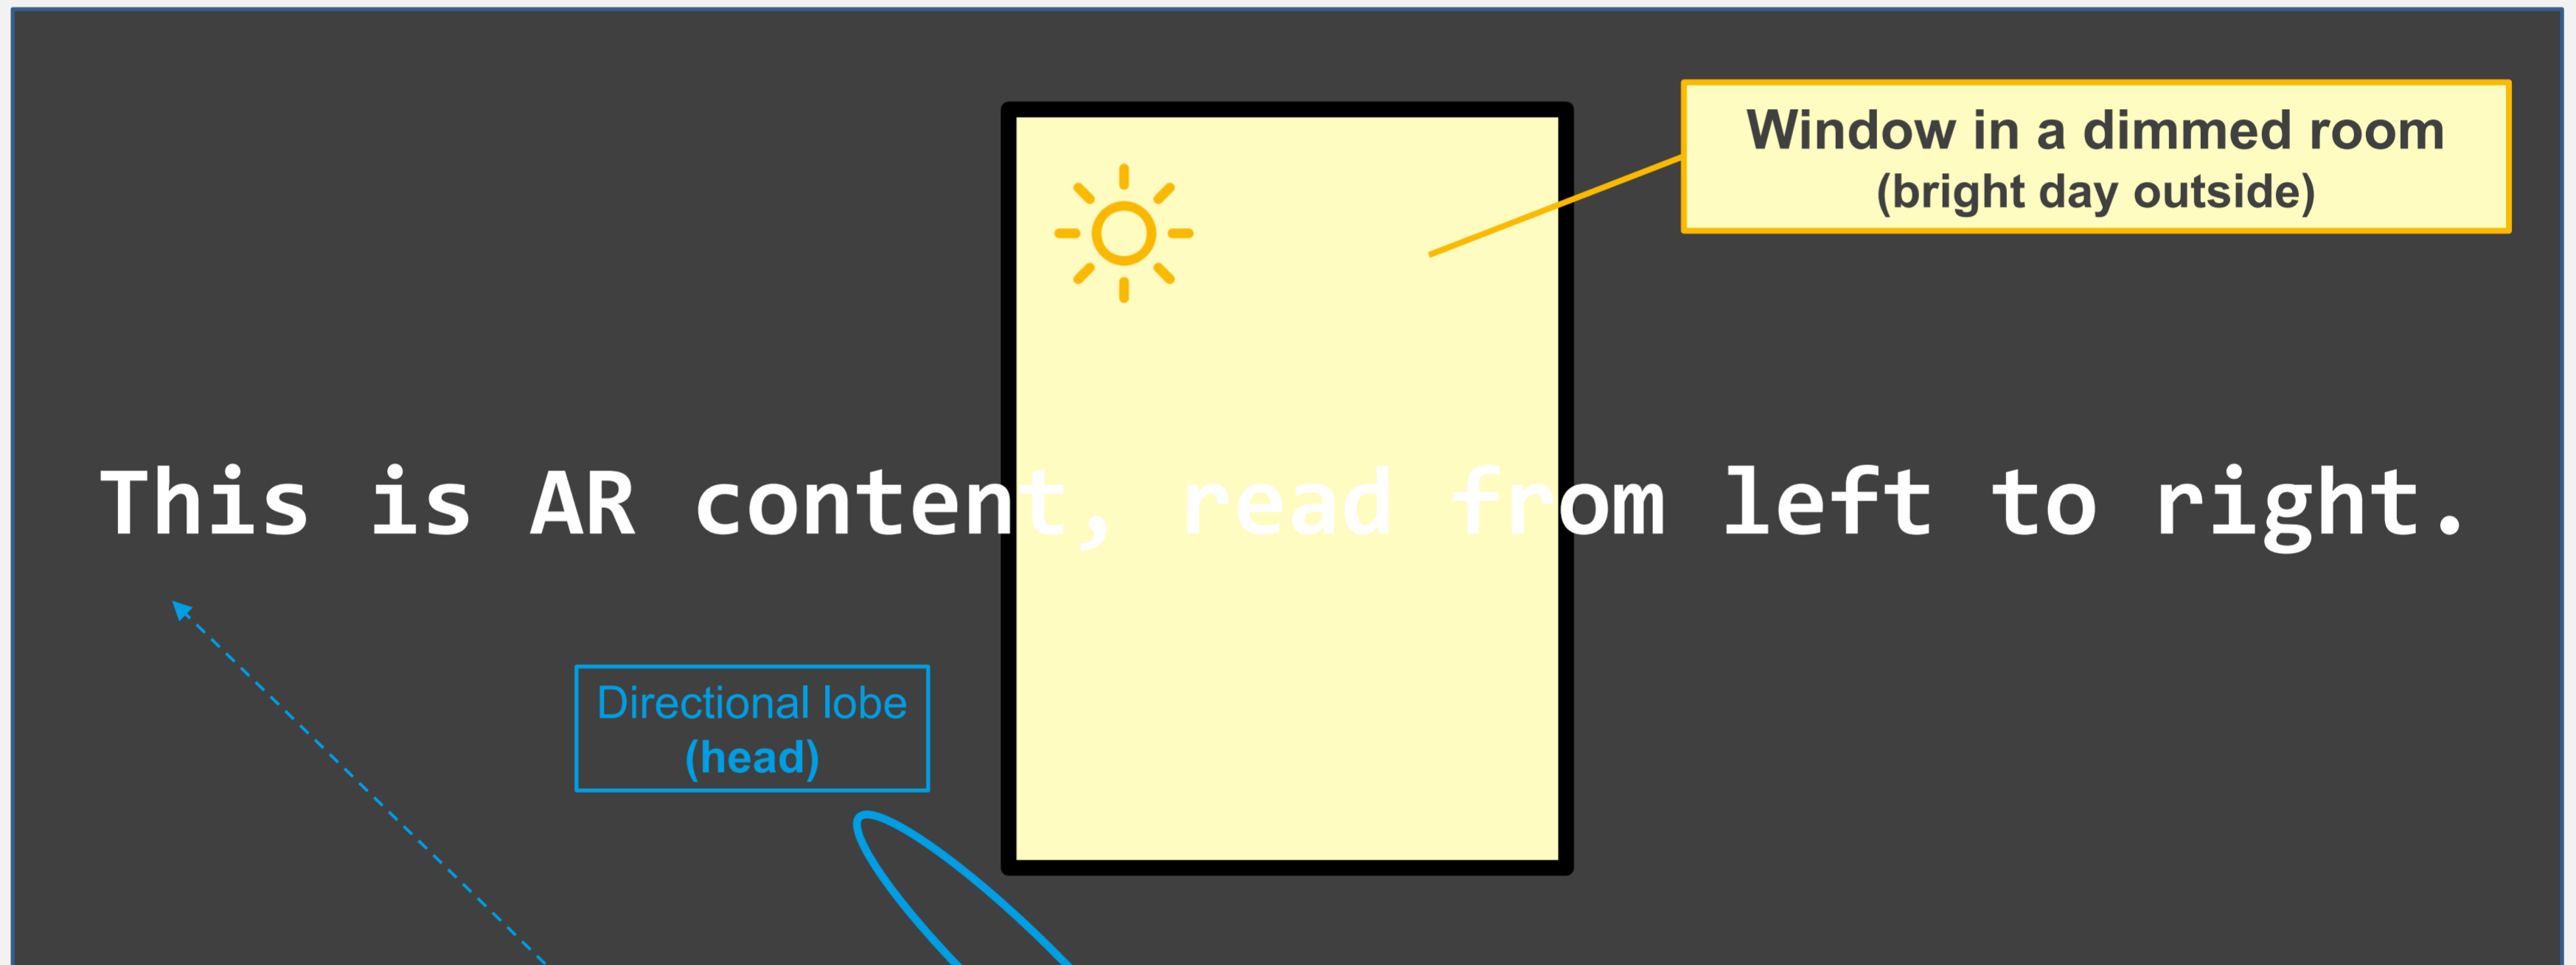 Window in a dimmed room
(bright day outside)
This is AR content, read from left to right.
Directional lobe
(head)